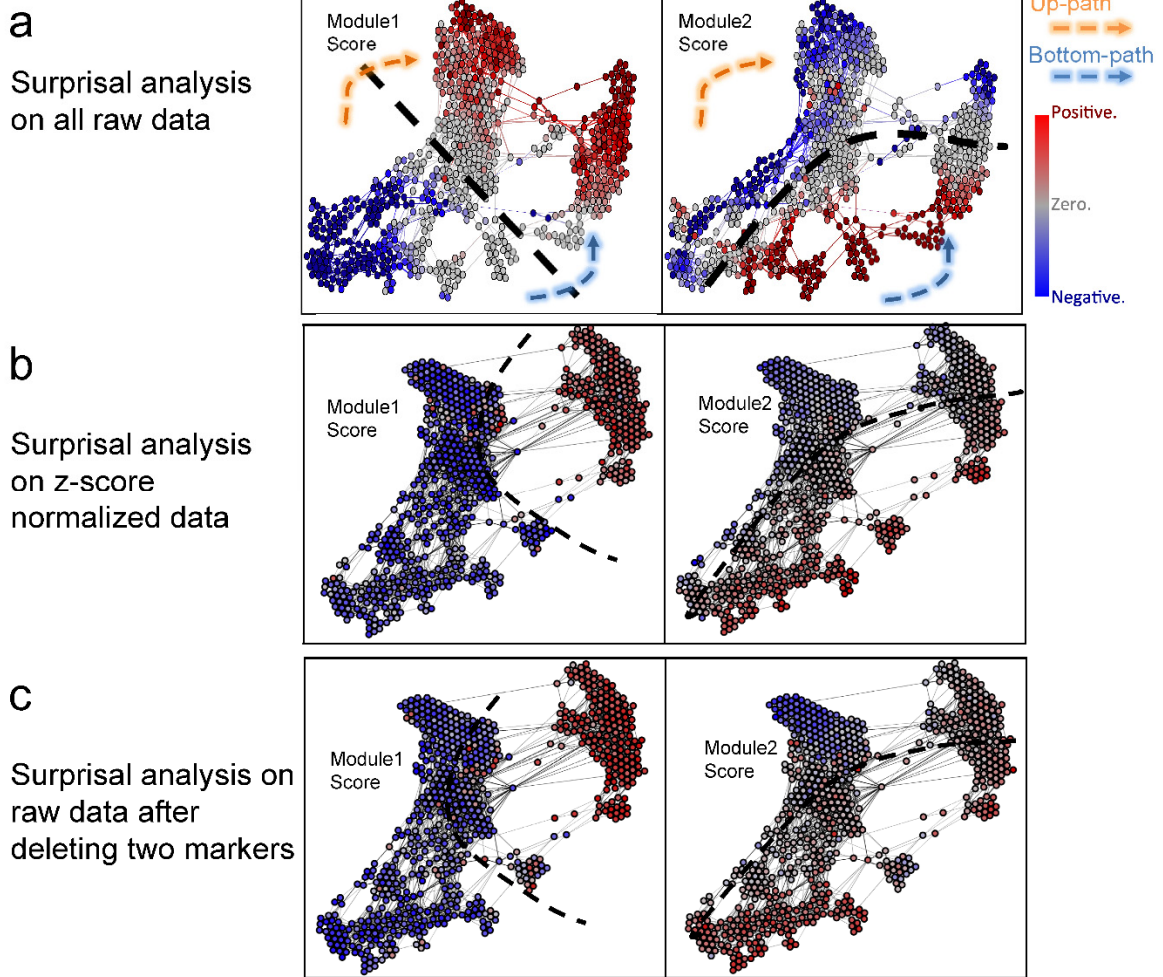 a
Surprisal analysis
on all raw data
Module1
Score
Module2
Score
Up-path
Bottom-path
Positive.
Zero.
Negative.
b
Surprisal analysis
on z-score
normalized data
Module1
Score
Module2
Score
c
Surprisal analysis on
raw data after
deleting two markers
Module1
Score
Module2
Score